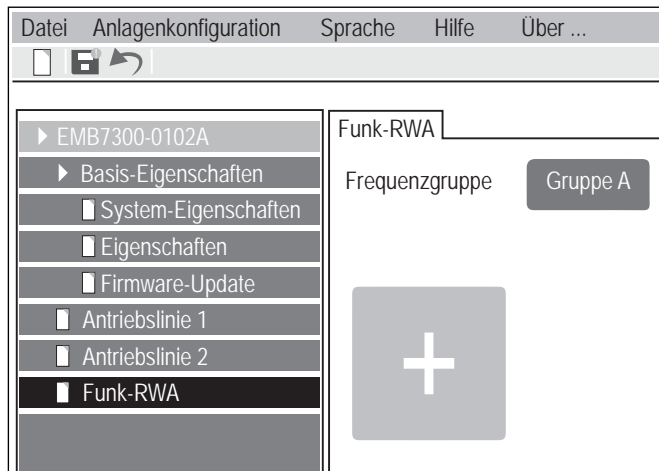 Datei Anlagenkonfiguration Sprache Hilfe Über ...
EMB7300-0102A
Basis-Eigenschaften
System-Eigenschaften
Eigenschaften
Firmware-Update
Antriebslinie 1
Antriebslinie 2
Funk-RWA
Funk-RWA
Frequenzgruppe Gruppe A
+